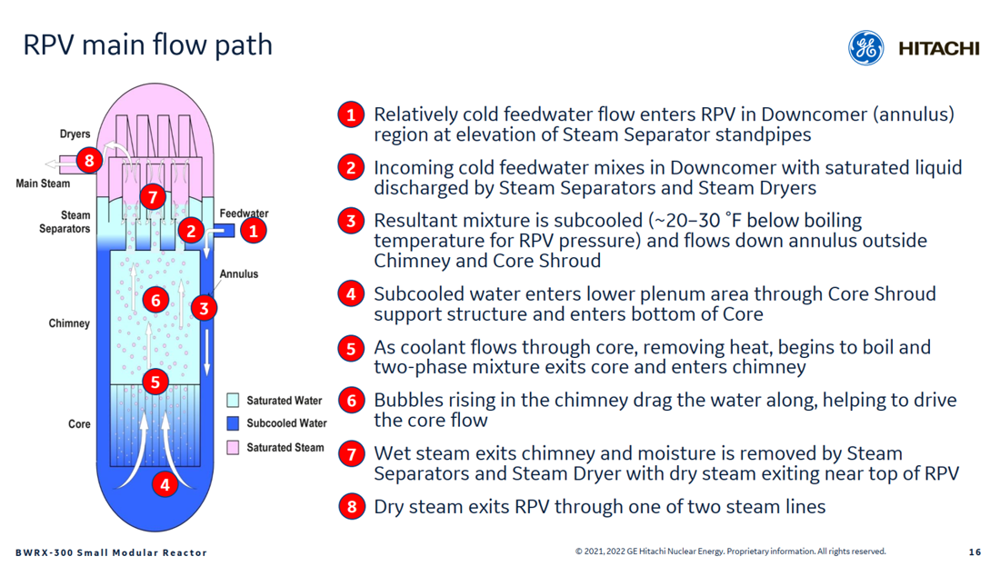 RPV main flow path
GE HITACHI
Dryers
8
Main Steam
7
Steam
Separators
Feedwater
2
1
Annulus
6
3
Chimney
5
Saturated Water
Core
Subcooled Water
Saturated Steam
4
1 Relatively cold feedwater flow enters RPV in Downcomer (annulus)
region at elevation of Steam Separator standpipes
2 Incoming cold feedwater mixes in Downcomer with saturated liquid
discharged by Steam Separators and Steam Dryers
3 Resultant mixture is subcooled (~20–30 °F below boiling
temperature for RPV pressure) and flows down annulus outside
Chimney and Core Shroud
4 Subcooled water enters lower plenum area through Core Shroud
support structure and enters bottom of Core
5 As coolant flows through core, removing heat, begins to boil and
two-phase mixture exits core and enters chimney
6 Bubbles rising in the chimney drag the water along, helping to drive
the core flow
7 Wet steam exits chimney and moisture is removed by Steam
Separators and Steam Dryer with dry steam exiting near top of RPV
8 Dry steam exits RPV through one of two steam lines
BWRX-300 Small Modular Reactor
© 2021, 2022 GE Hitachi Nuclear Energy. Proprietary information. All rights reserved.
16